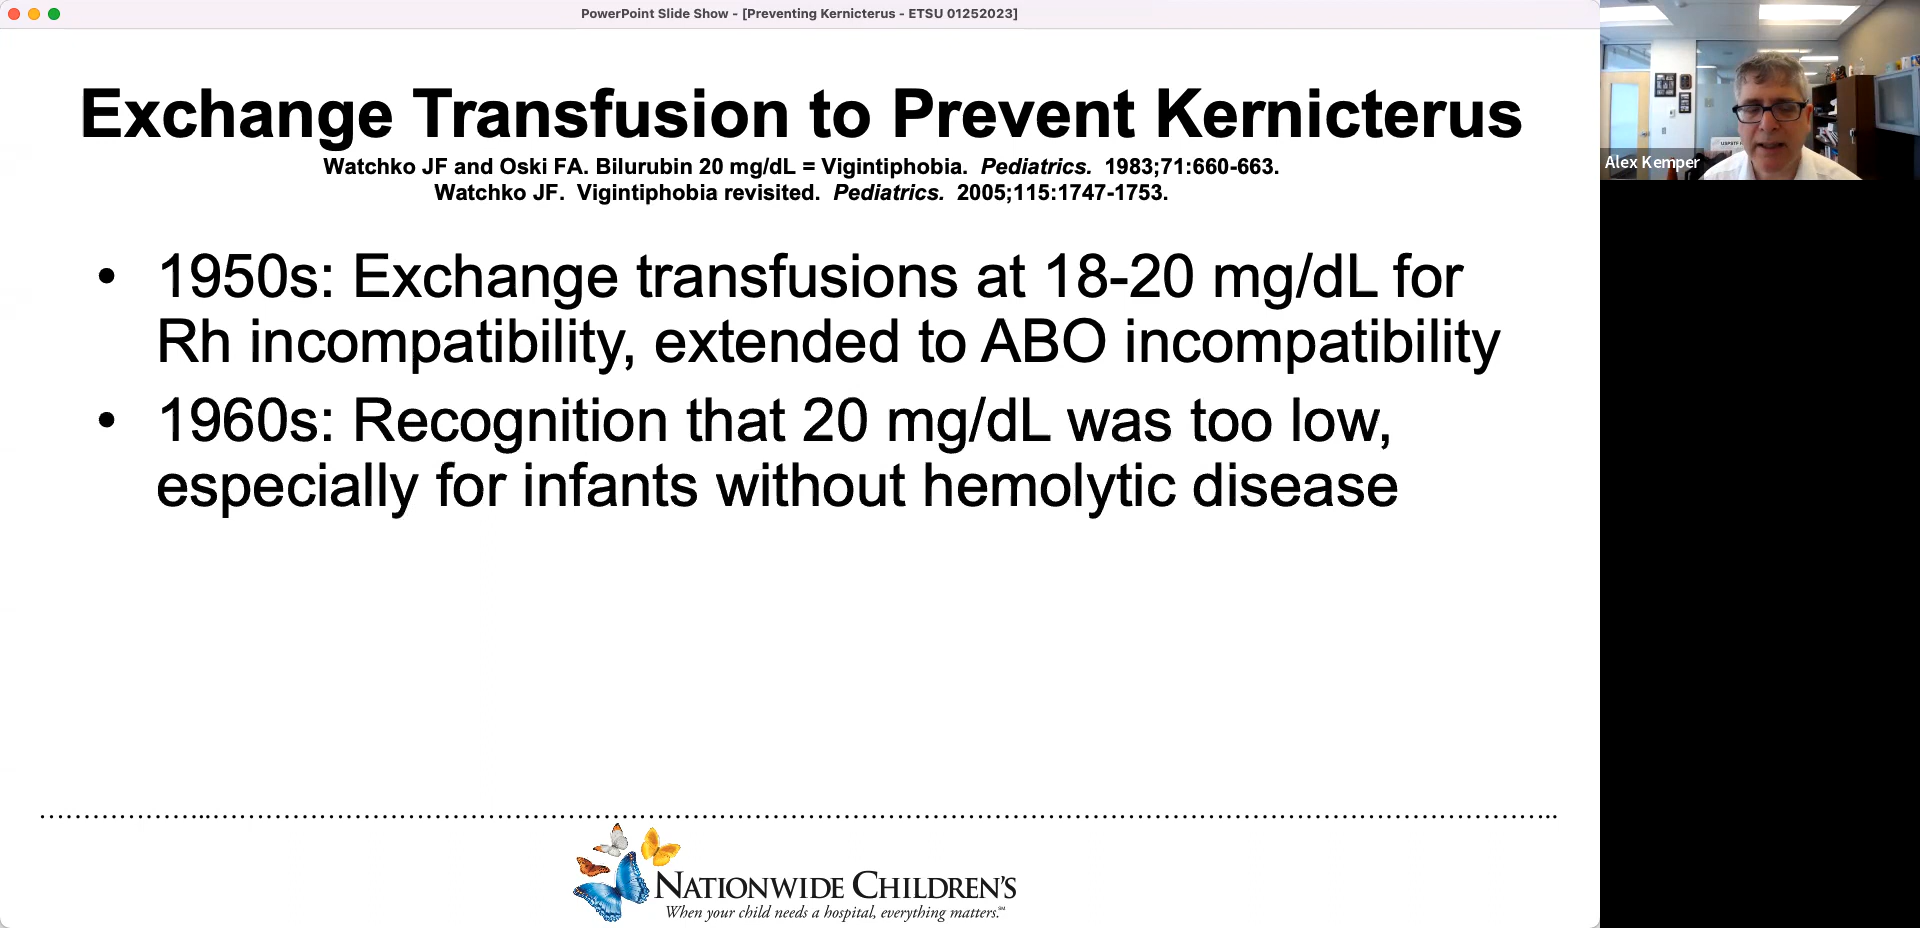 PowerPoint Slide Show - [Preventing Kernicterus - ETSU 01252023]
Exchange Transfusion to Prevent Kernicterus
Watchko JF and Oski FA. Bilurubin 20 mg/dL = Vigintiphobia. Pediatrics. 1983;71:660-663.
Watchko JF. Vigintiphobia revisited. Pediatrics. 2005;115:1747-1753.
• 1950s: Exchange transfusions at 18-20 mg/dL for
Rh incompatibility, extended to ABO incompatibility
• 1960s: Recognition that 20 mg/dL was too low,
especially for infants without hemolytic disease
NATIONWIDE CHILDREN'S
When your child needs a hospital, everything matters.℠
Alex Kemper